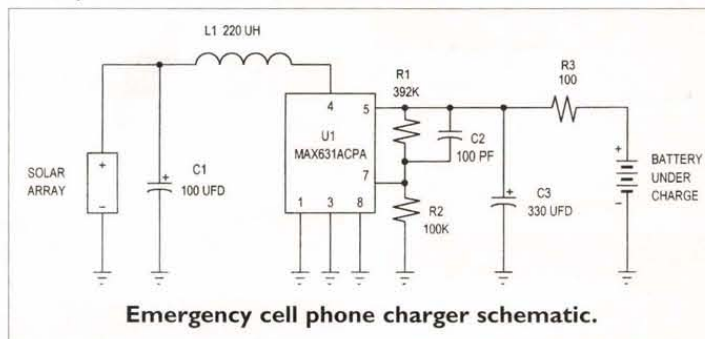 L1 220 UH
R1
392K
R3
100
4
5
U1
MAX631ACPA
C2
100 PF
SOLAR
ARRAY
+
-
+
C1
100 UFD
7
1
3
8
R2
100K
+
C3
330 UFD
+
-
BATTERY
UNDER
CHARGE
Emergency cell phone charger schematic.